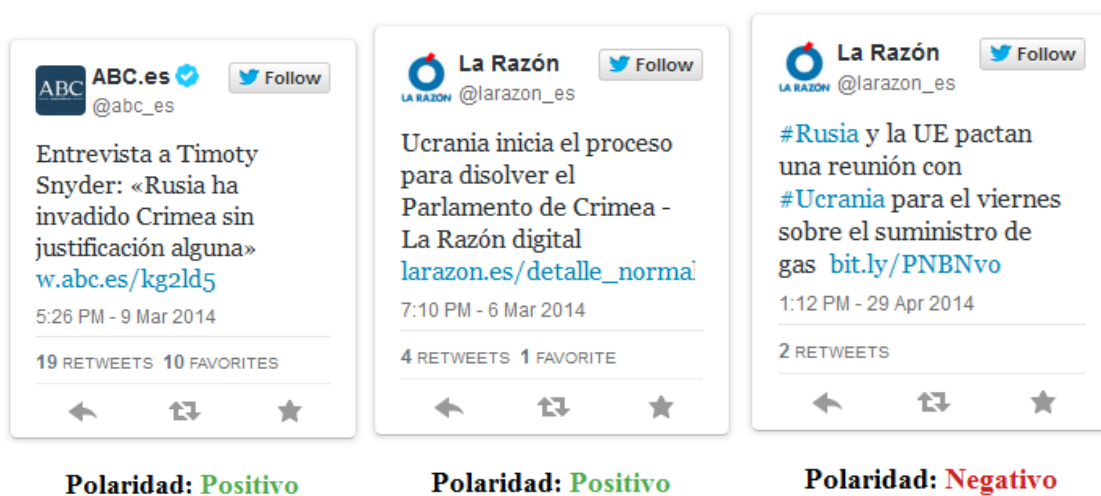 ABC
ABC.es
Follow
@abc_es
Entrevista a Timoty
Snyder: «Rusia ha
invadido Crimea sin
justificación alguna»
w.abc.es/kg2ld5
5:26 PM - 9 Mar 2014
19 RETWEETS 10 FAVORITES
Polaridad: Positivo
La Razón
Follow
LA RAZÓN @larazon_es
Ucrania inicia el proceso
para disolver el
Parlamento de Crimea -
La Razón digital
larazon.es/detalle_normal
7:10 PM - 6 Mar 2014
4 RETWEETS 1 FAVORITE
Polaridad: Positivo
La Razón
Follow
LA RAZÓN @larazon_es
#Rusia y la UE pactan
una reunión con
#Ucrania para el viernes
sobre el suministro de
gas bit.ly/PNBNvo
1:12 PM - 29 Apr 2014
2 RETWEETS
Polaridad: Negativo